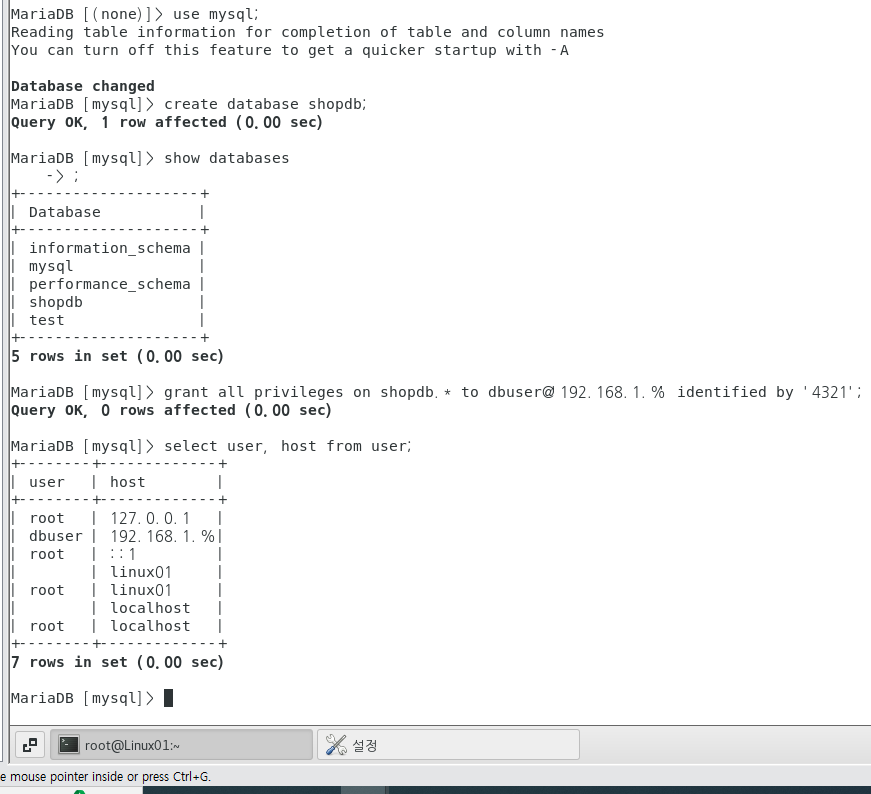 MariaDB [(none)]> use mysql;
Reading table information for completion of table and column names
You can turn off this feature to get a quicker startup with -A
Database changed
MariaDB [mysql]> create database shopdb;
Query OK, 1 row affected (0.00 sec)
MariaDB [mysql]> show databases
    -> ;
+--------------------+
| Database           |
+--------------------+
| information_schema |
| mysql              |
| performance_schema |
| shopdb             |
| test               |
+--------------------+
5 rows in set (0.00 sec)
MariaDB [mysql]> grant all privileges on shopdb.* to dbuser@'192.168.1.%' identified by '4321';
Query OK, 0 rows affected (0.00 sec)
MariaDB [mysql]> select user, host from user;
+--------+-------------+
| user   | host        |
+--------+-------------+
| root   | 127.0.0.1   |
| dbuser | 192.168.1.% |
| root   | ::1         |
|        | linux01     |
| root   | linux01     |
|        | localhost   |
| root   | localhost   |
+--------+-------------+
7 rows in set (0.00 sec)
MariaDB [mysql]>
root@Linux01:~ 설정
e mouse pointer inside or press Ctrl+G.